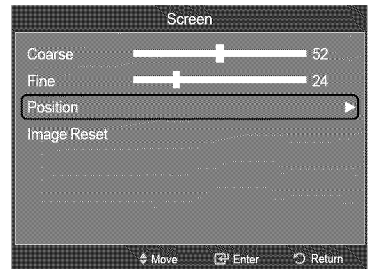 Screen
Coarse 52
Fine 24
Position
Image Reset
Move Enter Return